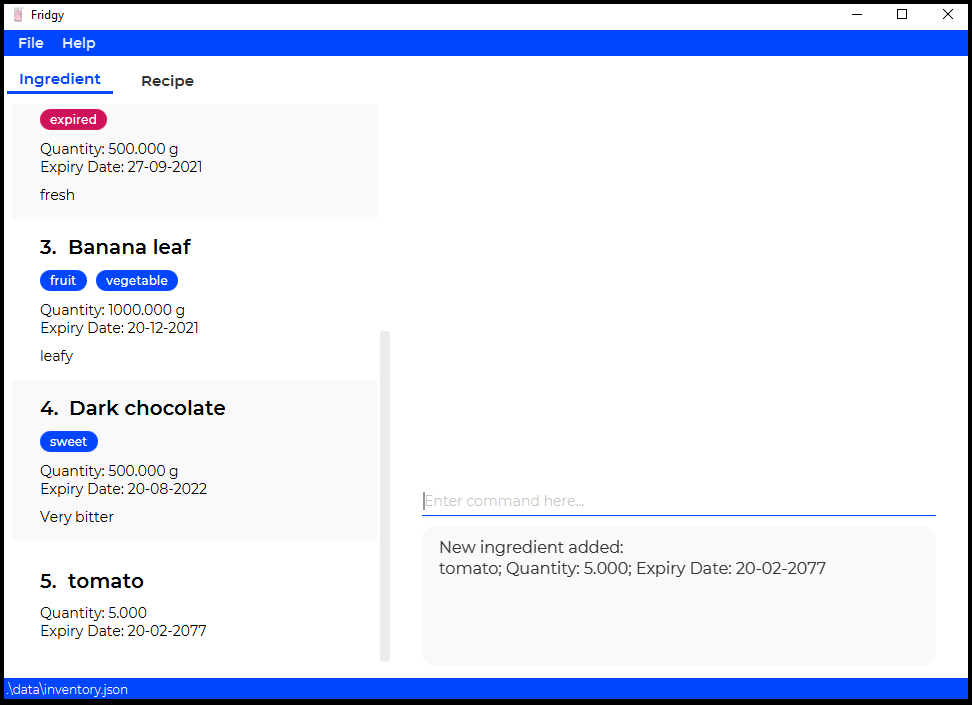 Fridgy
File Help
Ingredient Recipe
expired
Quantity: 500.000 g
Expiry Date: 27-09-2021
fresh
3. Banana leaf
fruit vegetable
Quantity: 1000.000 g
Expiry Date: 20-12-2021
leafy
4. Dark chocolate
sweet
Quantity: 500.000 g
Expiry Date: 20-08-2022
Very bitter
5. tomato
Quantity: 5.000
Expiry Date: 20-02-2077
Enter command here...
New ingredient added:
tomato; Quantity: 5.000; Expiry Date: 20-02-2077
.\data\inventory.json